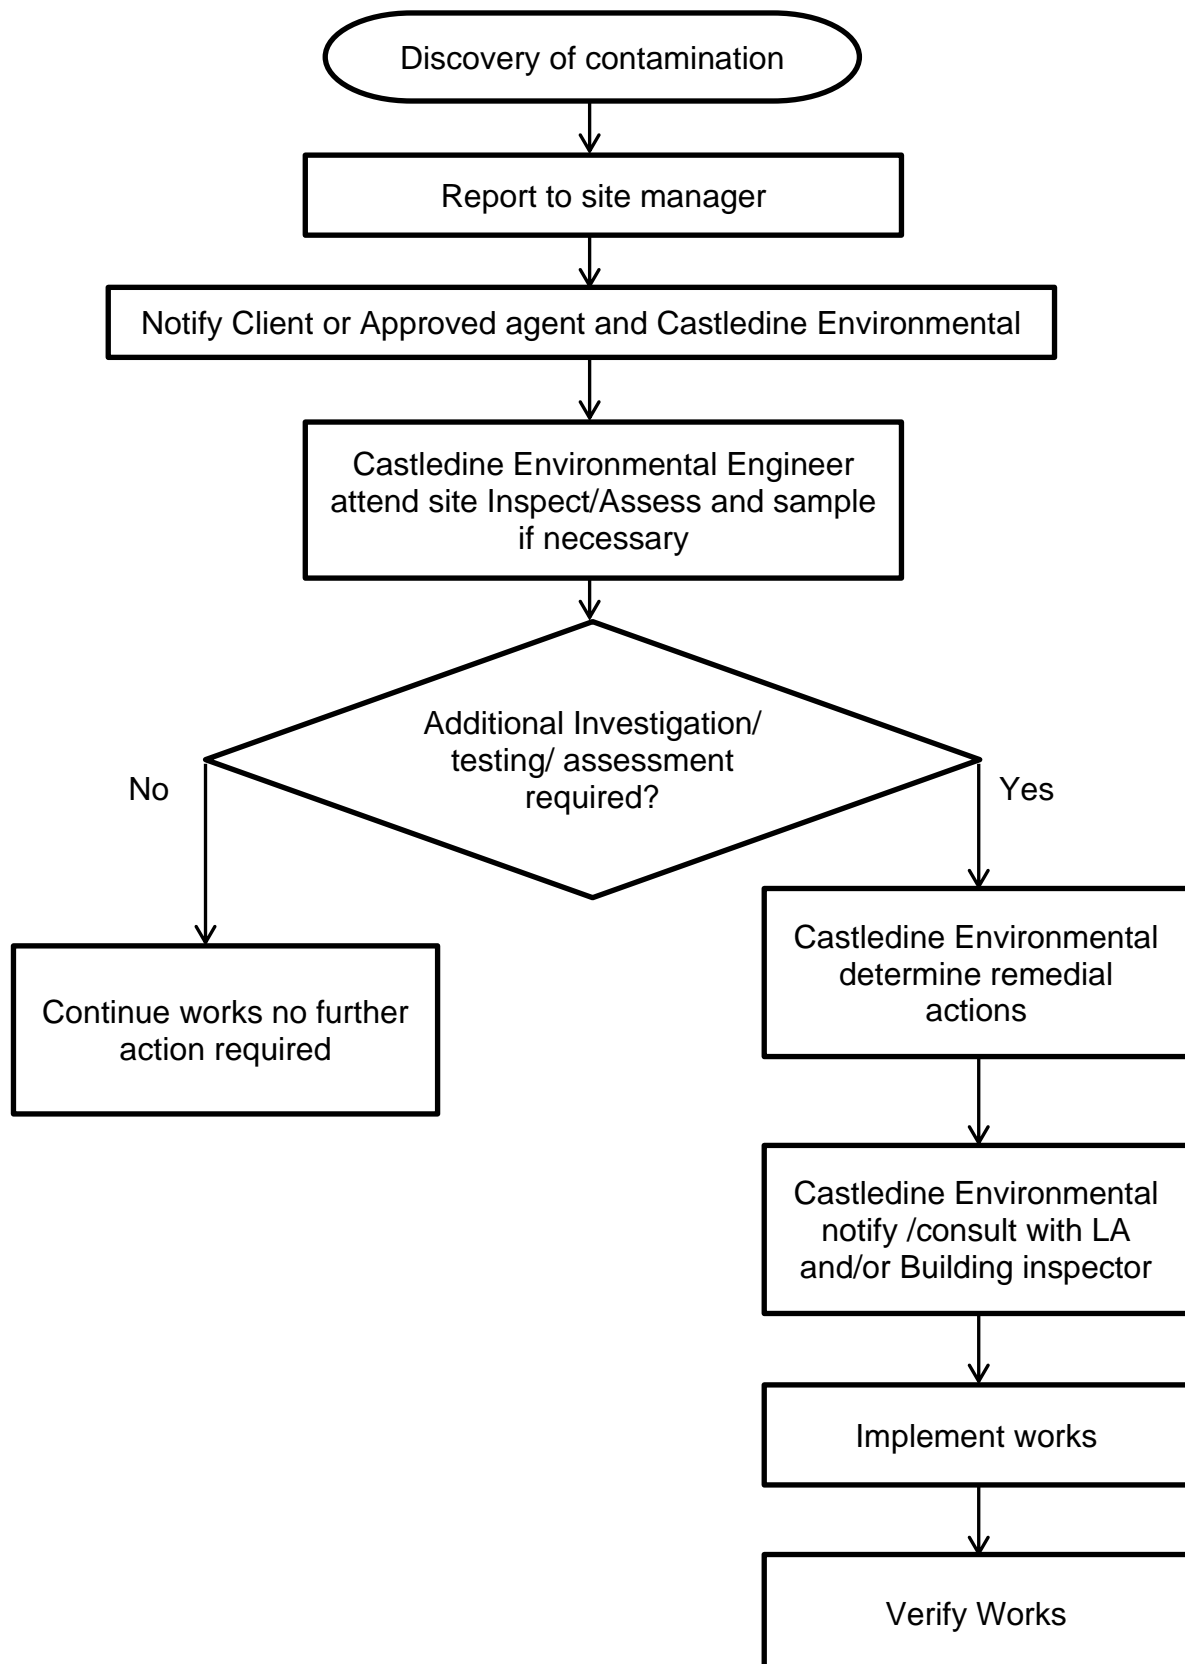 Discovery of contamination
Report to site manager
Notify Client or Approved agent and Castledine Environmental
Castledine Environmental Engineer
attend site Inspect/Assess and sample
if necessary
Additional Investigation/
testing/ assessment
required?
No
Yes
Continue works no further
action required
Castledine Environmental
determine remedial
actions
Castledine Environmental
notify /consult with LA
and/or Building inspector
Implement works
Verify Works